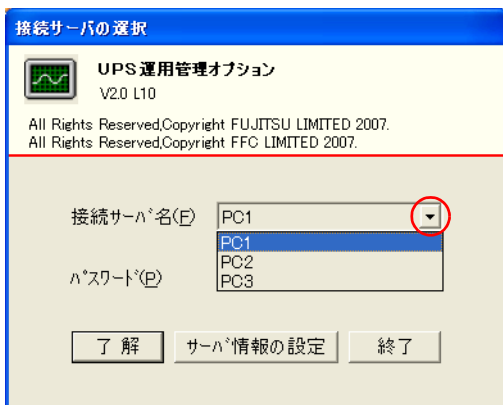 接続サーバの選択
UPS運用管理オプション
V2.0 L10
All Rights Reserved,Copyright FUJITSU LIMITED 2007.
All Rights Reserved,Copyright FFC LIMITED 2007.
接続サーバ名(F) PC1
PC1
PC2
PC3
パスワード(P)
了解 サーバ情報の設定 終了